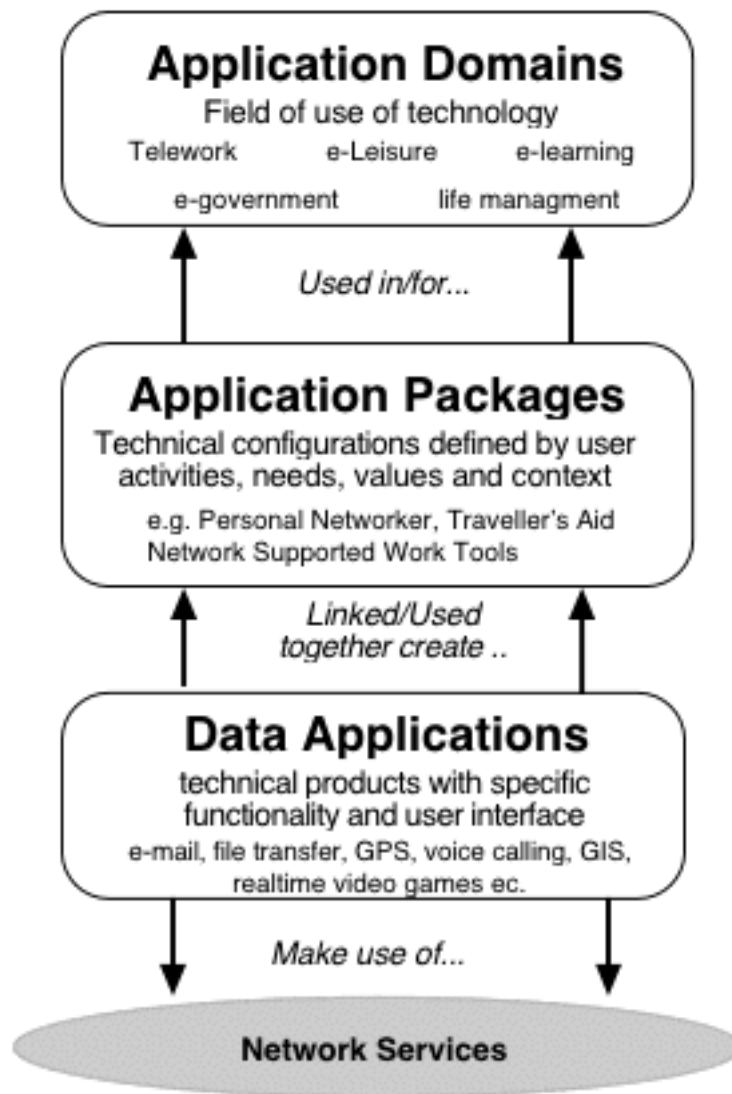 Application Domains
Field of use of technology
Telework e-Leisure e-learning
e-government life managment
Used in/for...
Application Packages
Technical configurations defined by user
activities, needs, values and context
e.g. Personal Networker, Traveller's Aid
Network Supported Work Tools
Linked/Used
together create ..
Data Applications
technical products with specific
functionality and user interface
e-mail, file transfer, GPS, voice calling, GIS,
realtime video games ec.
Make use of...
Network Services